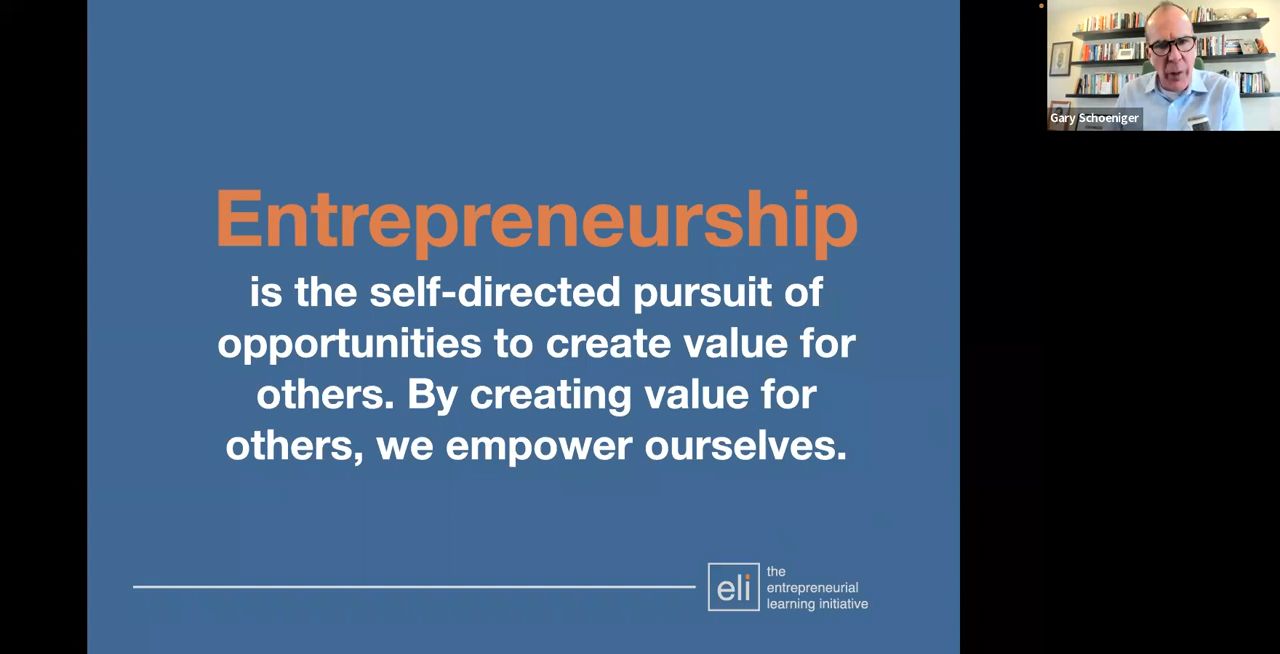 Entrepreneurship
is the self-directed pursuit of
opportunities to create value for
others. By creating value for
others, we empower ourselves.
eli
the
entrepreneurial
learning initiative
Gary Schoeniger